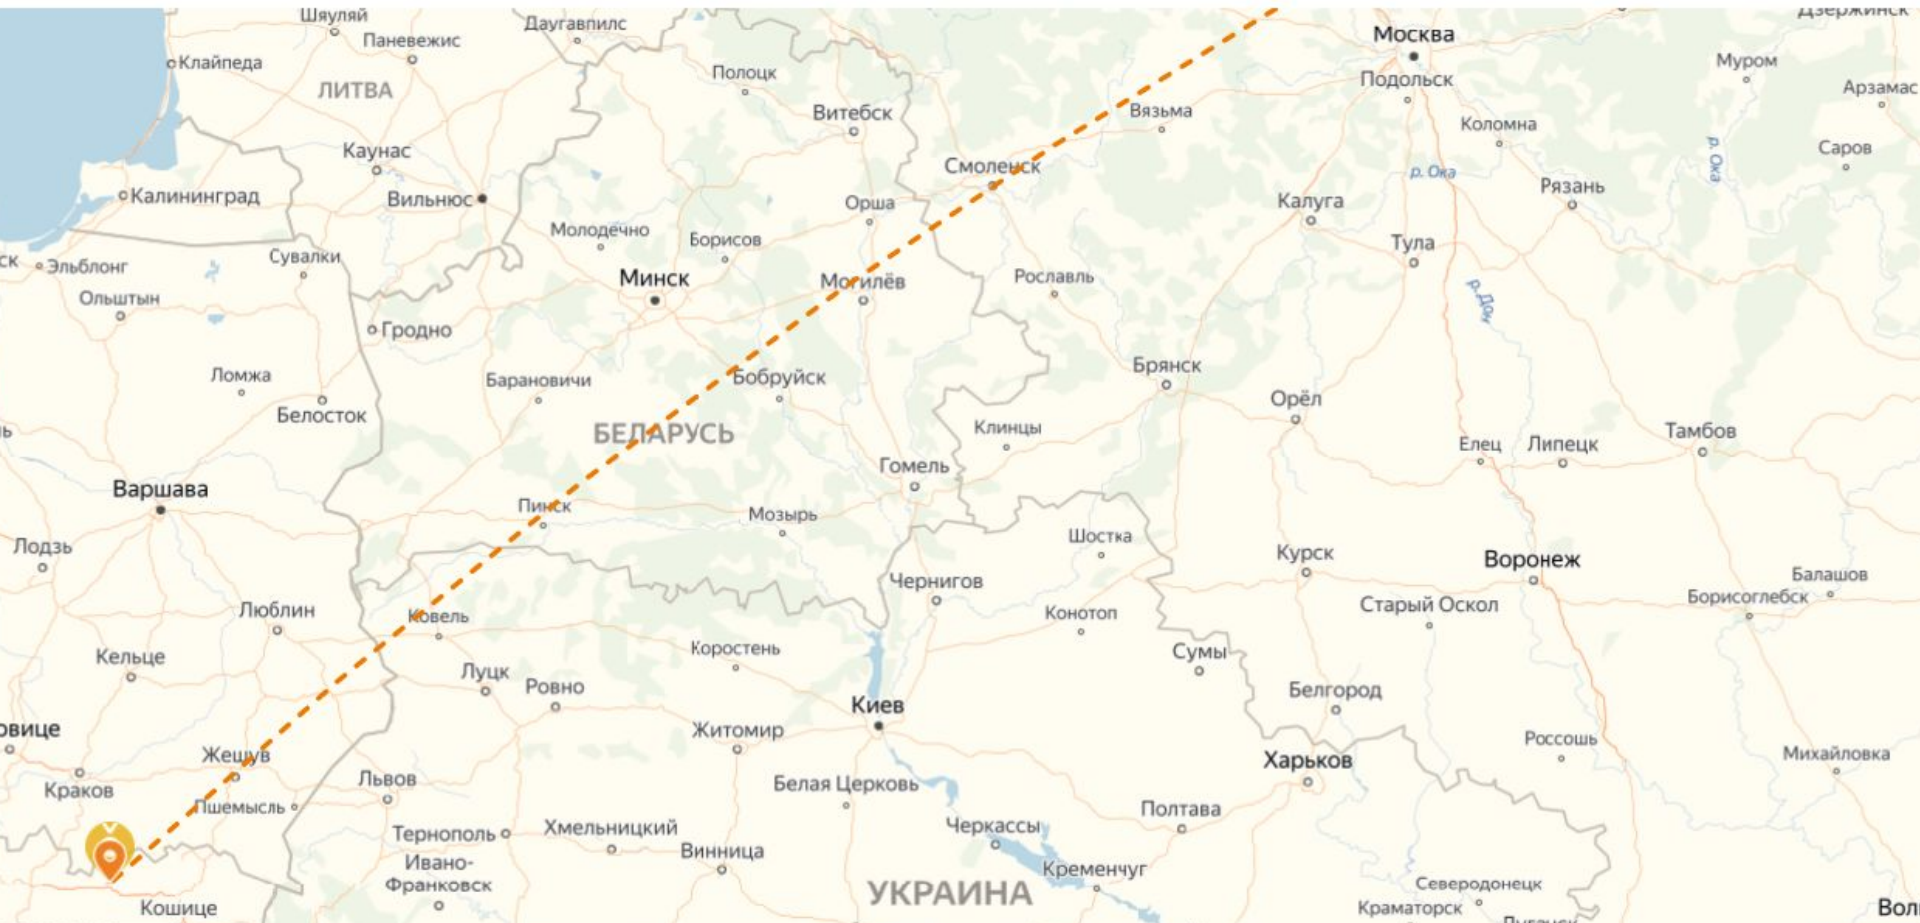 Шяуляй
Даугавпилс
Дзержинск
Паневежис
Москва
Клайпеда
Полоцк
Подольск
Муром
ЛИТВА
Арзамас
Витебск
Вязьма
Коломна
Каунас
Смоленск
р. Ока
р. Ока
Саров
Калининград
Вильнюс
Орша
Калуга
Рязань
Молодечно
Борисов
Тула
ск
Эльблонг
Сувалки
Минск
Могилёв
Рославль
р. Дон
Ольштын
Гродно
Ломжа
Барановичи
Бобруйск
Брянск
Орёл
Белосток
БЕЛАРУСЬ
Клинцы
Елец
Липецк
Тамбов
Гомель
Варшава
Пинск
Мозырь
Шостка
Лодзь
Курск
Воронеж
Чернигов
Балашов
Люблин
Ковель
Конотоп
Старый Оскол
Борисоглебск
Кельце
Луцк
Ровно
Коростень
Сумы
Белгород
овице
Киев
Житомир
Россошь
Жешув
Львов
Харьков
Михайловка
Краков
Пшемысль
Белая Церковь
Полтава
Тернополь
Хмельницкий
Черкассы
Винница
Ивано-
Франковск
Кременчуг
УКРАИНА
Северодонецк
Кошице
Краматорск
Вол